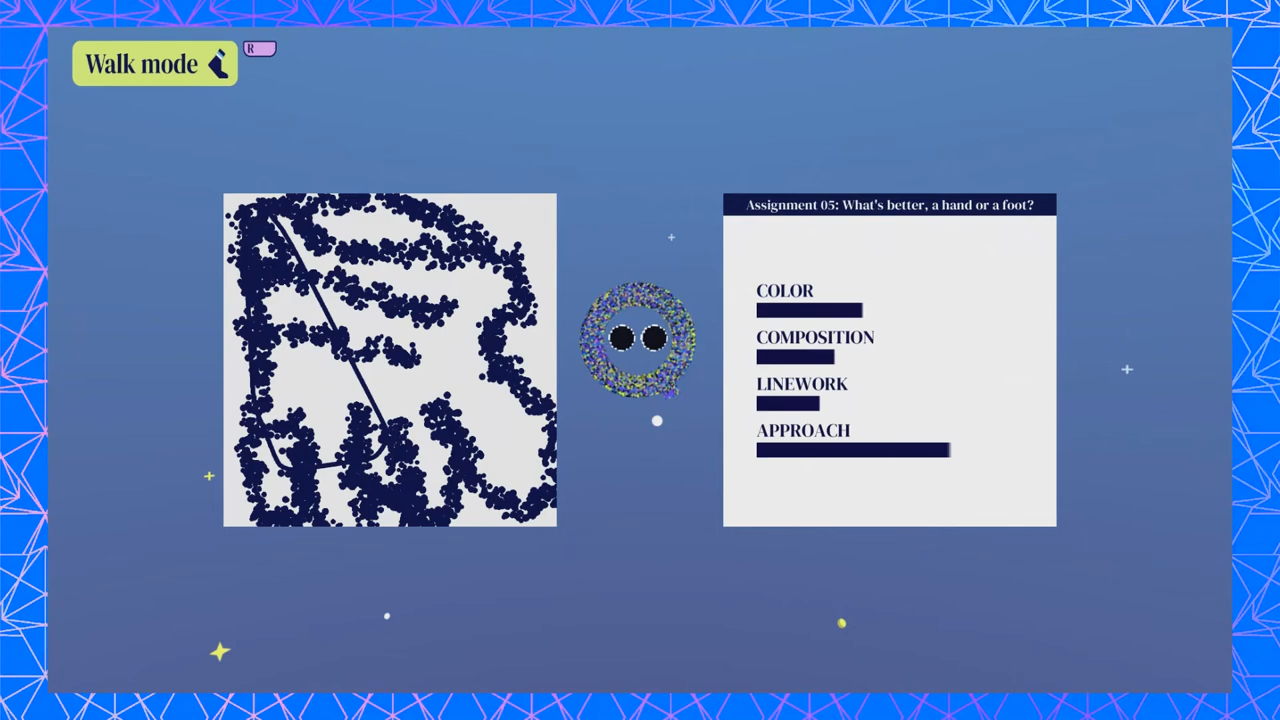 Walk mode
R
Assignment 05: What's better, a hand or a foot?
COLOR
COMPOSITION
LINEWORK
APPROACH